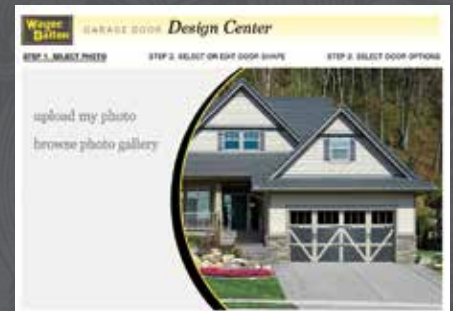 Wayne Dalton
GARAGE DOOR Design Center
STEP 1. SELECT PHOTO STEP 2. SELECT OR EDIT DOOR SHAPE STEP 3. SELECT DOOR OPTIONS
upload my photo
browse photo gallery